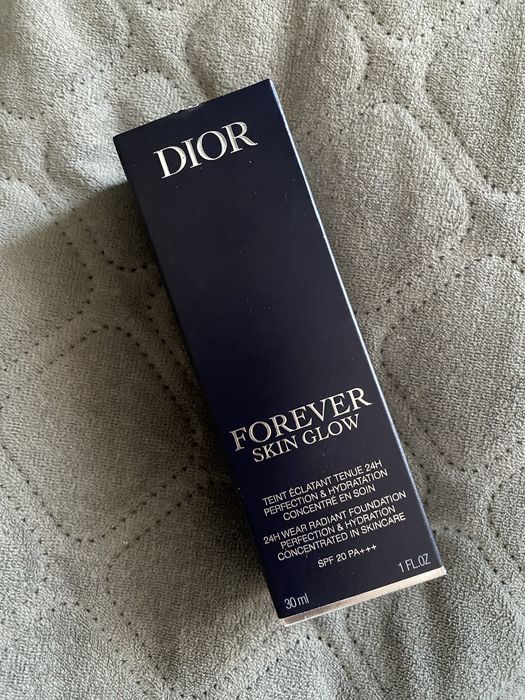 DIOR
FOREVER
SKIN GLOW
TEINT ÉCLATANT TENUE 24H
PERFECTION & HYDRATATION
CONCENTRÉ EN SOIN
24H WEAR RADIANT FOUNDATION
PERFECTION & HYDRATION
CONCENTRATED IN SKINCARE
SPF 20 PA+++
30 ml 1 FL.OZ